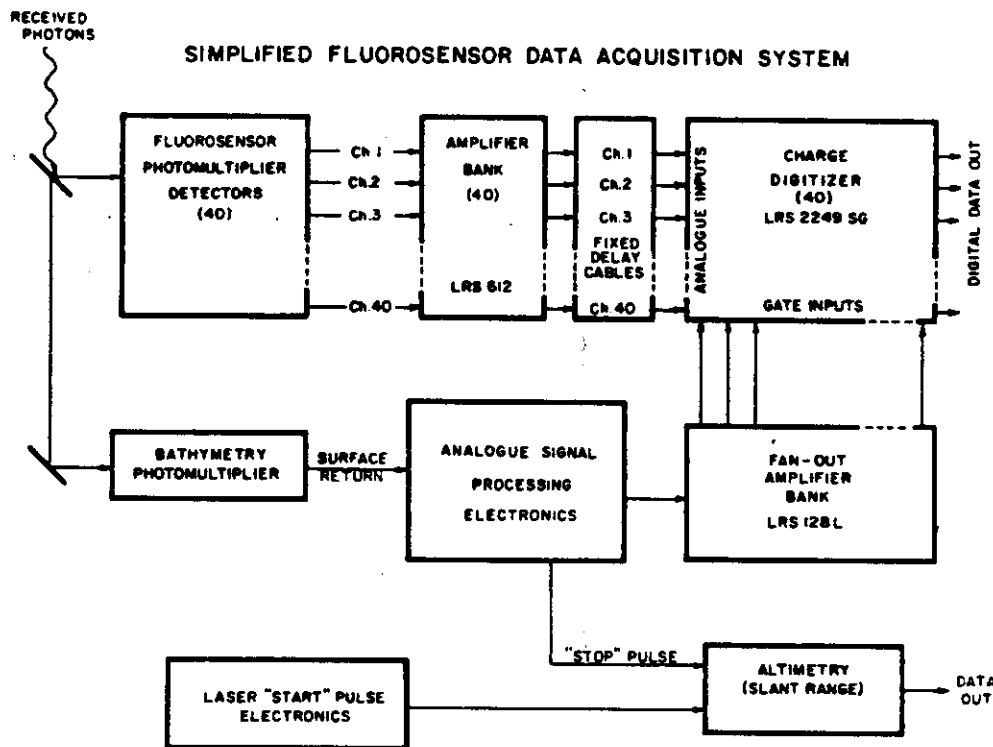 RECEIVED
PHOTONS
SIMPLIFIED FLUOROSENSOR DATA ACQUISITION SYSTEM
FLUOROSENSOR
PHOTOMULTIPLIER
DETECTORS
(40)
Ch.1
Ch.2
Ch.3
Ch.40
AMPLIFIER
BANK
(40)
LRS 612
Ch.1
Ch.2
Ch.3
FIXED
DELAY
CABLES
Ch.40
ANALOGUE INPUTS
CHARGE
DIGITIZER
(40)
LRS 2249 SG
GATE INPUTS
DIGITAL DATA OUT
BATHYMETRY
PHOTOMULTIPLIER
SURFACE
RETURN
ANALOGUE SIGNAL
PROCESSING
ELECTRONICS
FAN-OUT
AMPLIFIER
BANK
LRS 128L
"STOP" PULSE
LASER "START" PULSE
ELECTRONICS
ALTIMETRY
(SLANT RANGE)
DATA
OUT